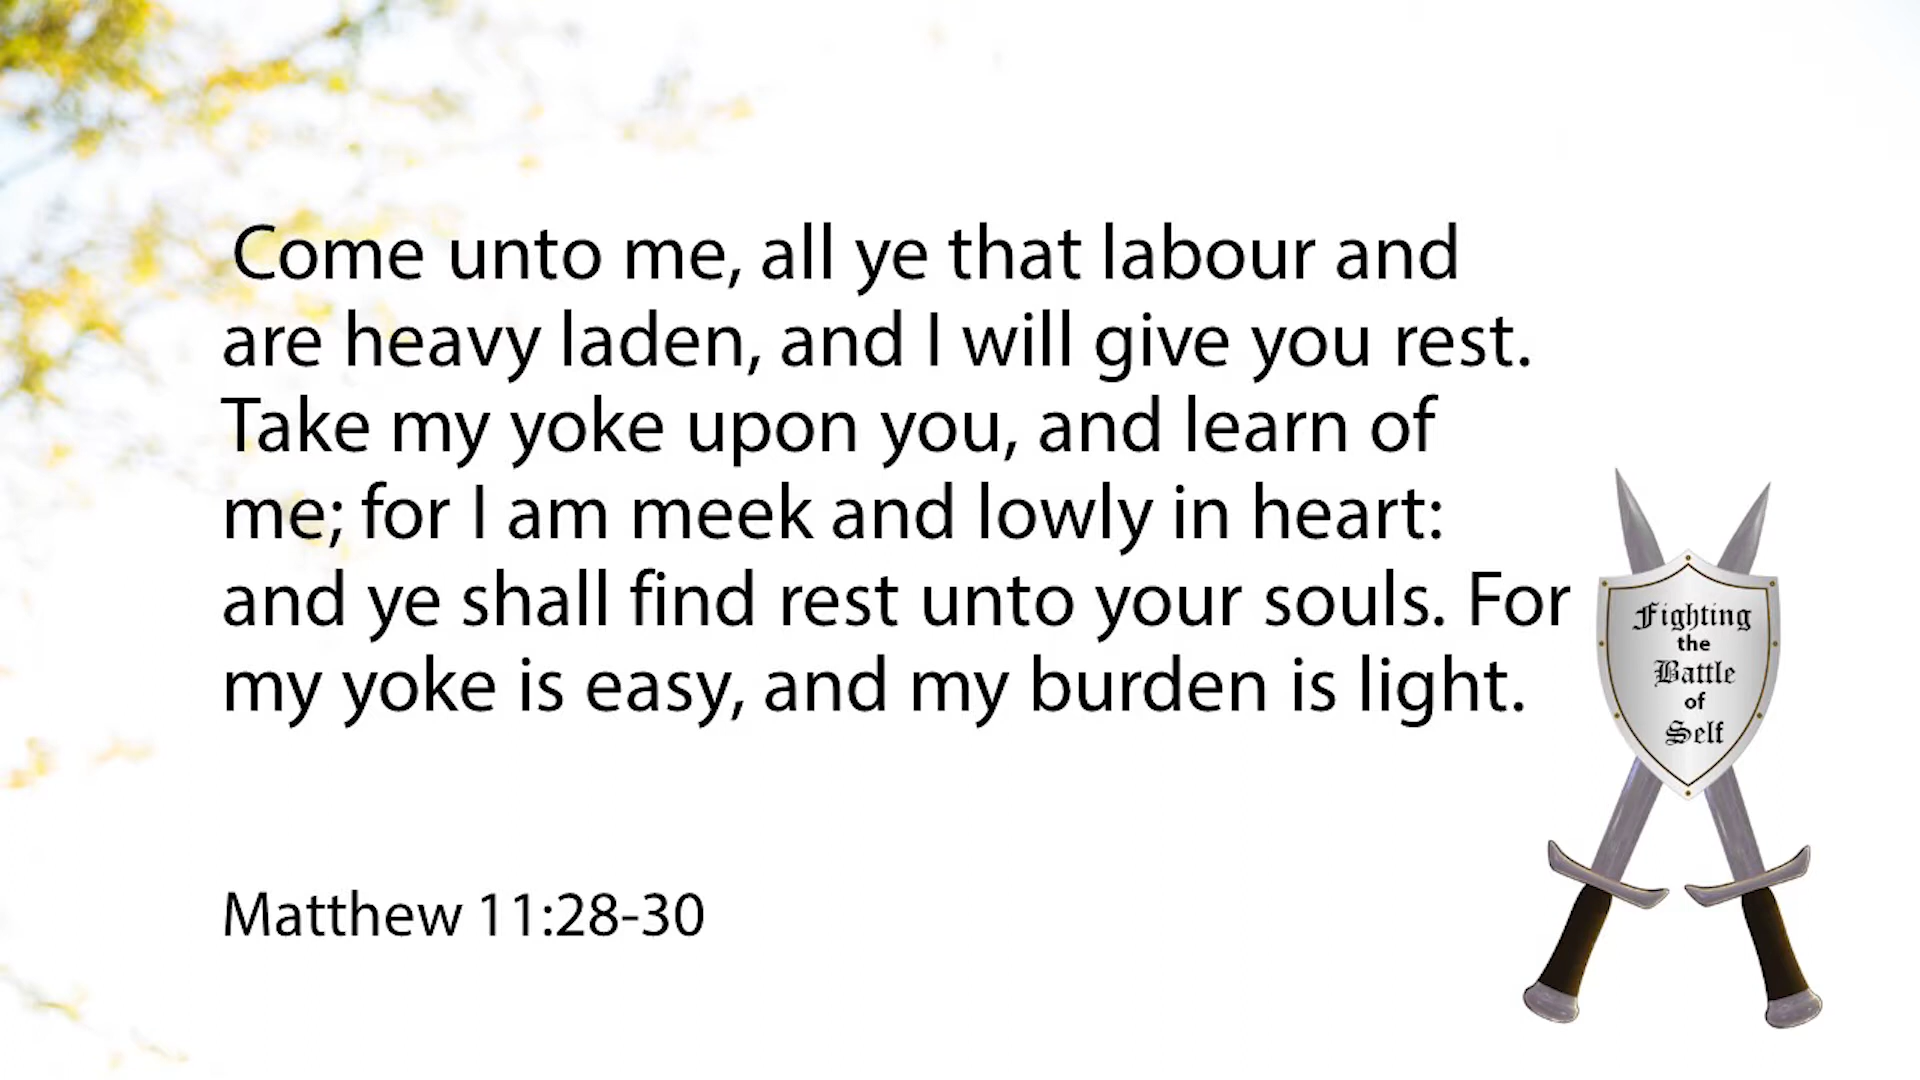 Come unto me, all ye that labour and
are heavy laden, and I will give you rest.
Take my yoke upon you, and learn of
me; for I am meek and lowly in heart:
and ye shall find rest unto your souls. For
my yoke is easy, and my burden is light.
Matthew 11:28-30
Fighting
the
Battle
of
Self